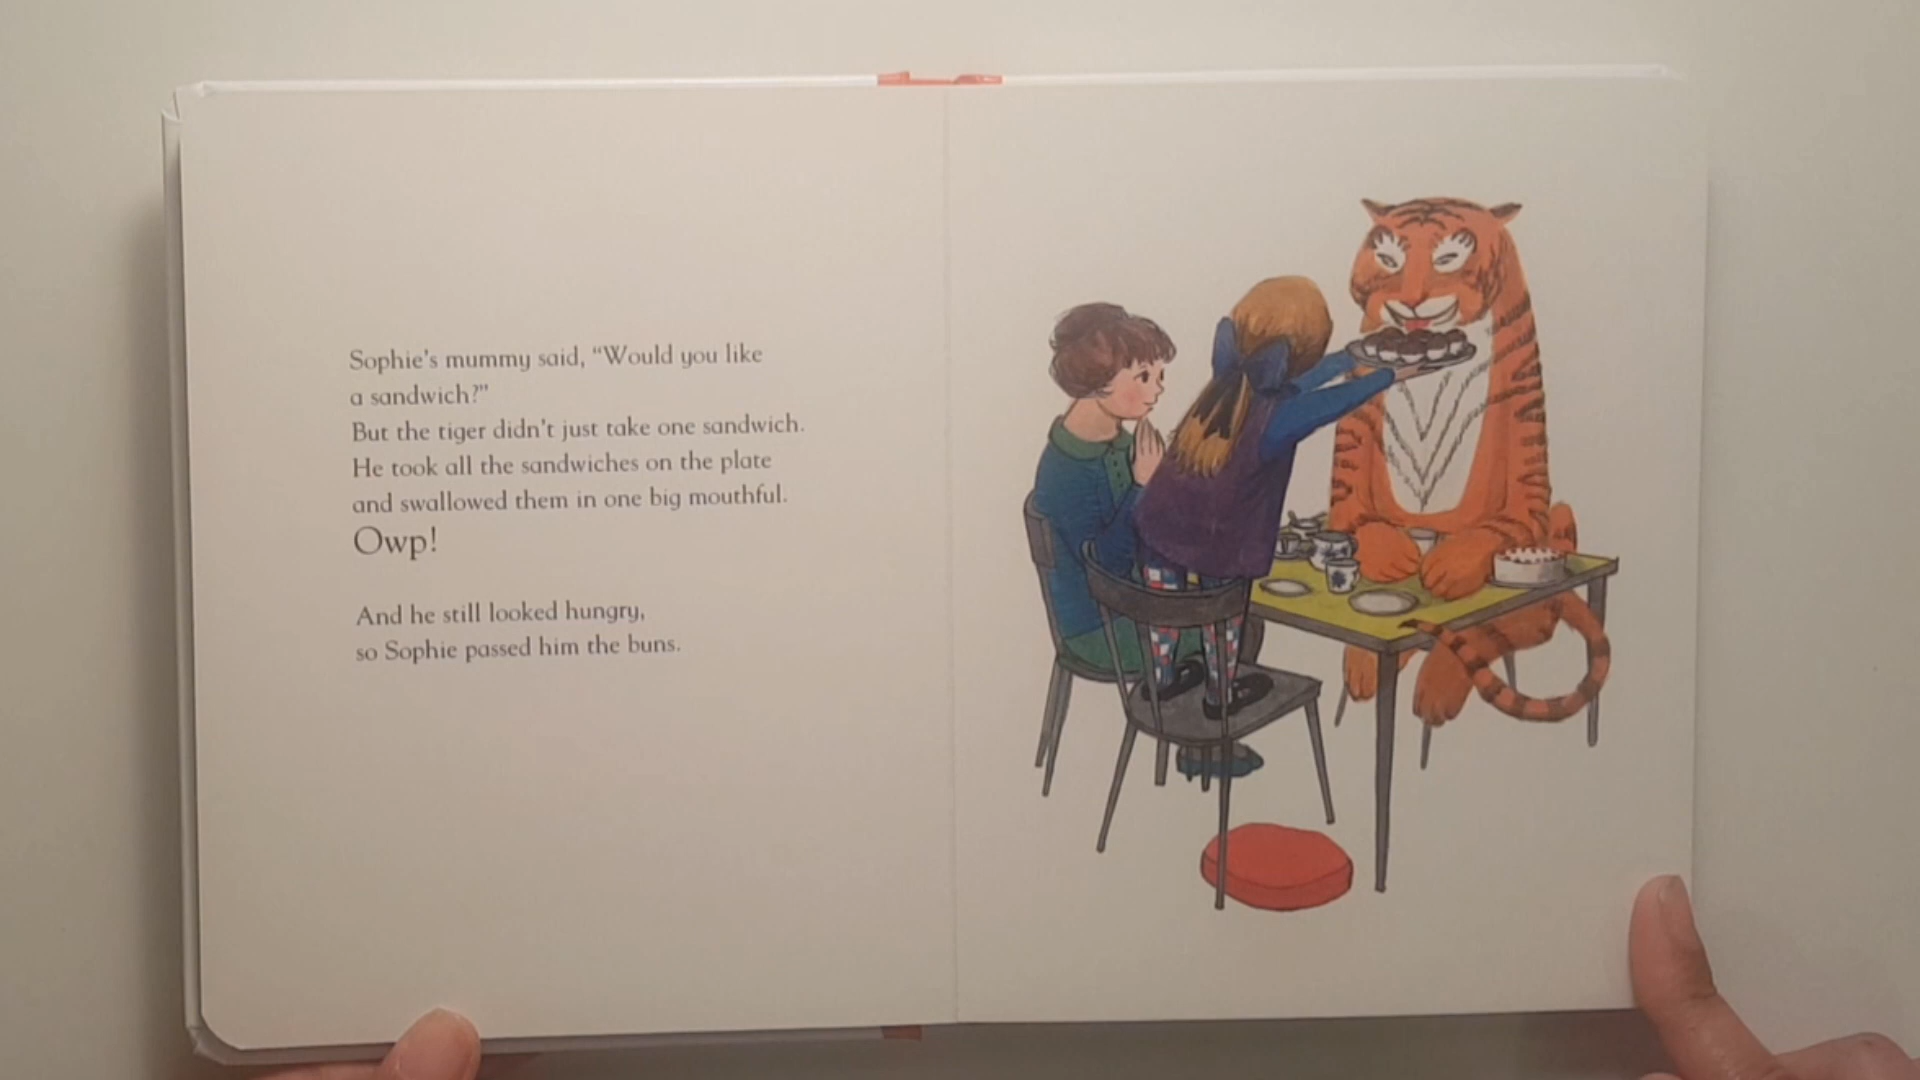 Sophie's mummy said, “Would you like
a sandwich?”
But the tiger didn't just take one sandwich.
He took all the sandwiches on the plate
and swallowed them in one big mouthful.
Owp!
And he still looked hungry,
so Sophie passed him the buns.